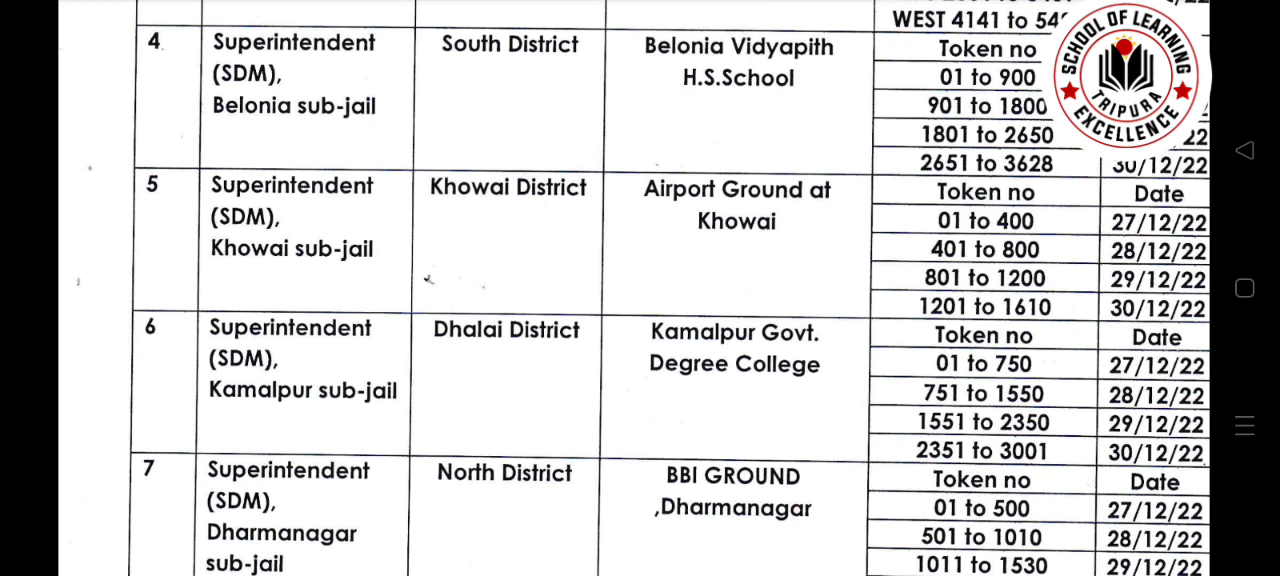 WEST 4141 to 54
4
Superintendent
(SDM),
Belonia sub-jail
South District
Belonia Vidyapith
H.S.School
Token no
01 to 900
901 to 1800
1801 to 2650
22
2651 to 3628
30/12/22
SCHOOL OF LEARNING
TRIPURA
EXCELLENCE
5
Superintendent
(SDM),
Khowai sub-jail
Khowai District
Airport Ground at
Khowai
Token no Date
01 to 400 27/12/22
401 to 800 28/12/22
801 to 1200 29/12/22
1201 to 1610 30/12/22
6
Superintendent
(SDM),
Kamalpur sub-jail
Dhalai District
Kamalpur Govt.
Degree College
Token no Date
01 to 750 27/12/22
751 to 1550 28/12/22
1551 to 2350 29/12/22
2351 to 3001 30/12/22
7
Superintendent
(SDM),
Dharmanagar
sub-jail
North District
BBI GROUND
,Dharmanagar
Token no Date
01 to 500 27/12/22
501 to 1010 28/12/22
1011 to 1530 29/12/22